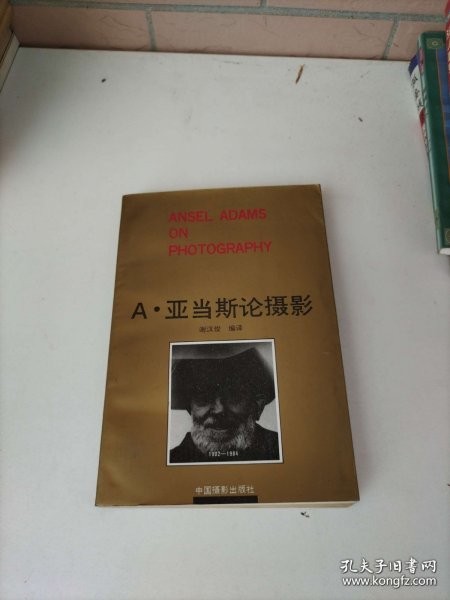 ANSEL ADAMS
ON
PHOTOGRAPHY
A·亚当斯论摄影
谢汉俊 编译
1902—1984
中国摄影出版社
孔夫子旧书网
www.kongfz.com